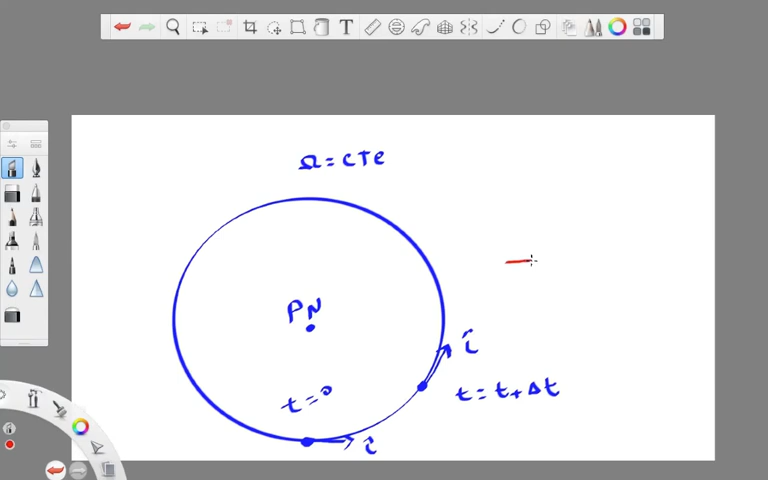 Ω = cTe
PN
î
t = t + Δt
t = 0
î